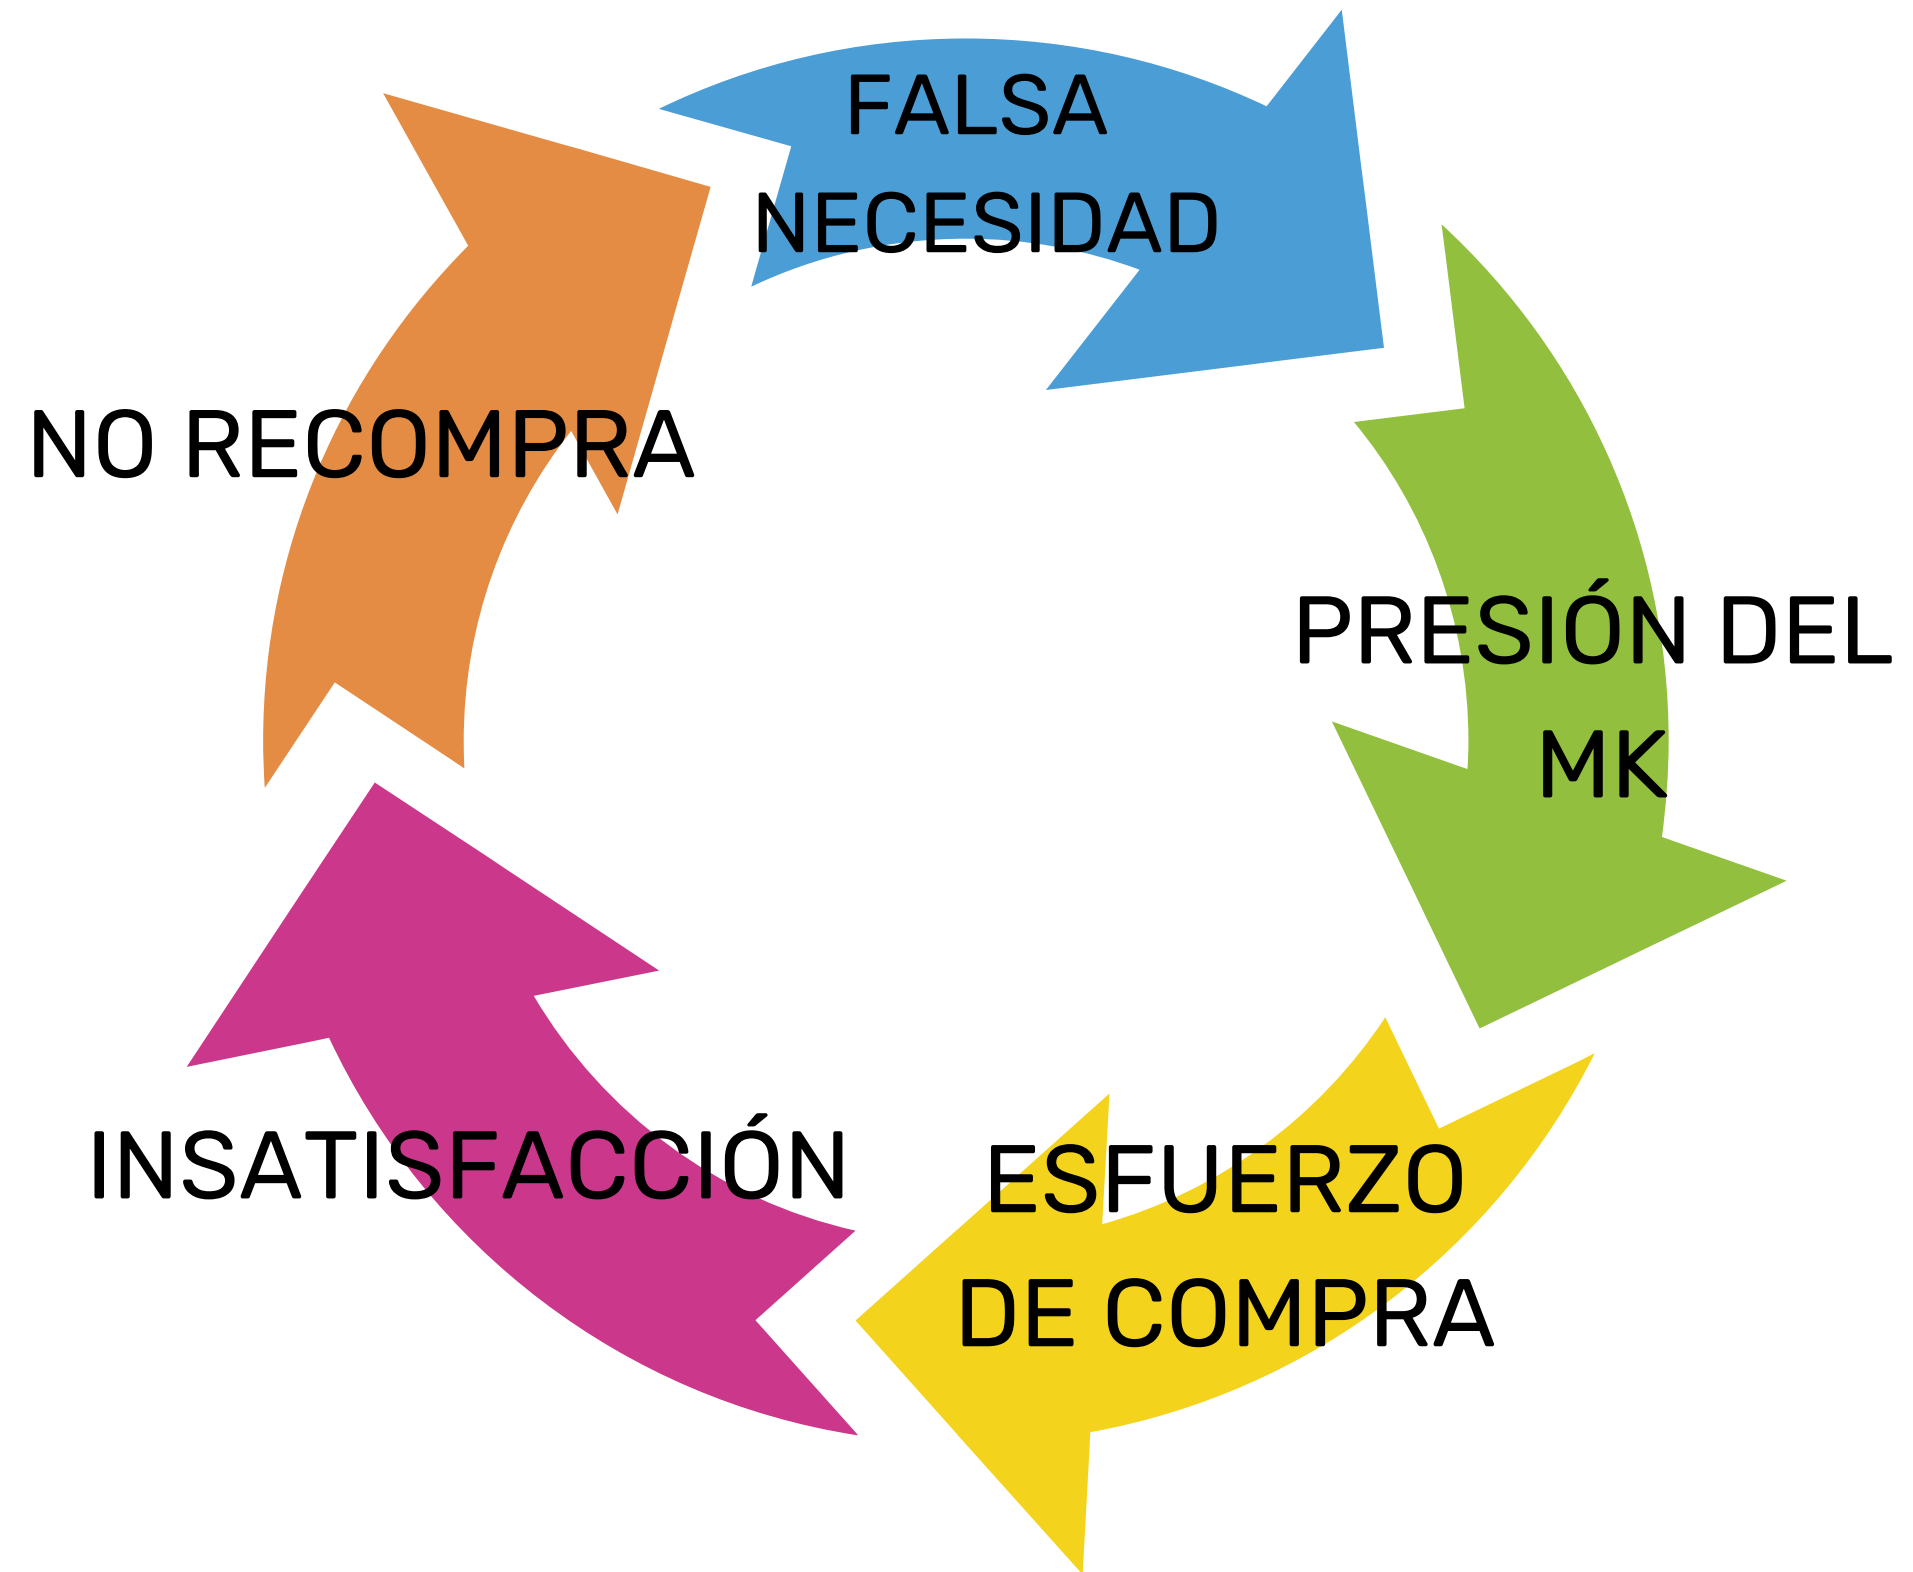 FALSA
NECESIDAD
PRESIÓN DEL
MK
ESFUERZO
DE COMPRA
INSATISFACCIÓN
NO RECOMPRA